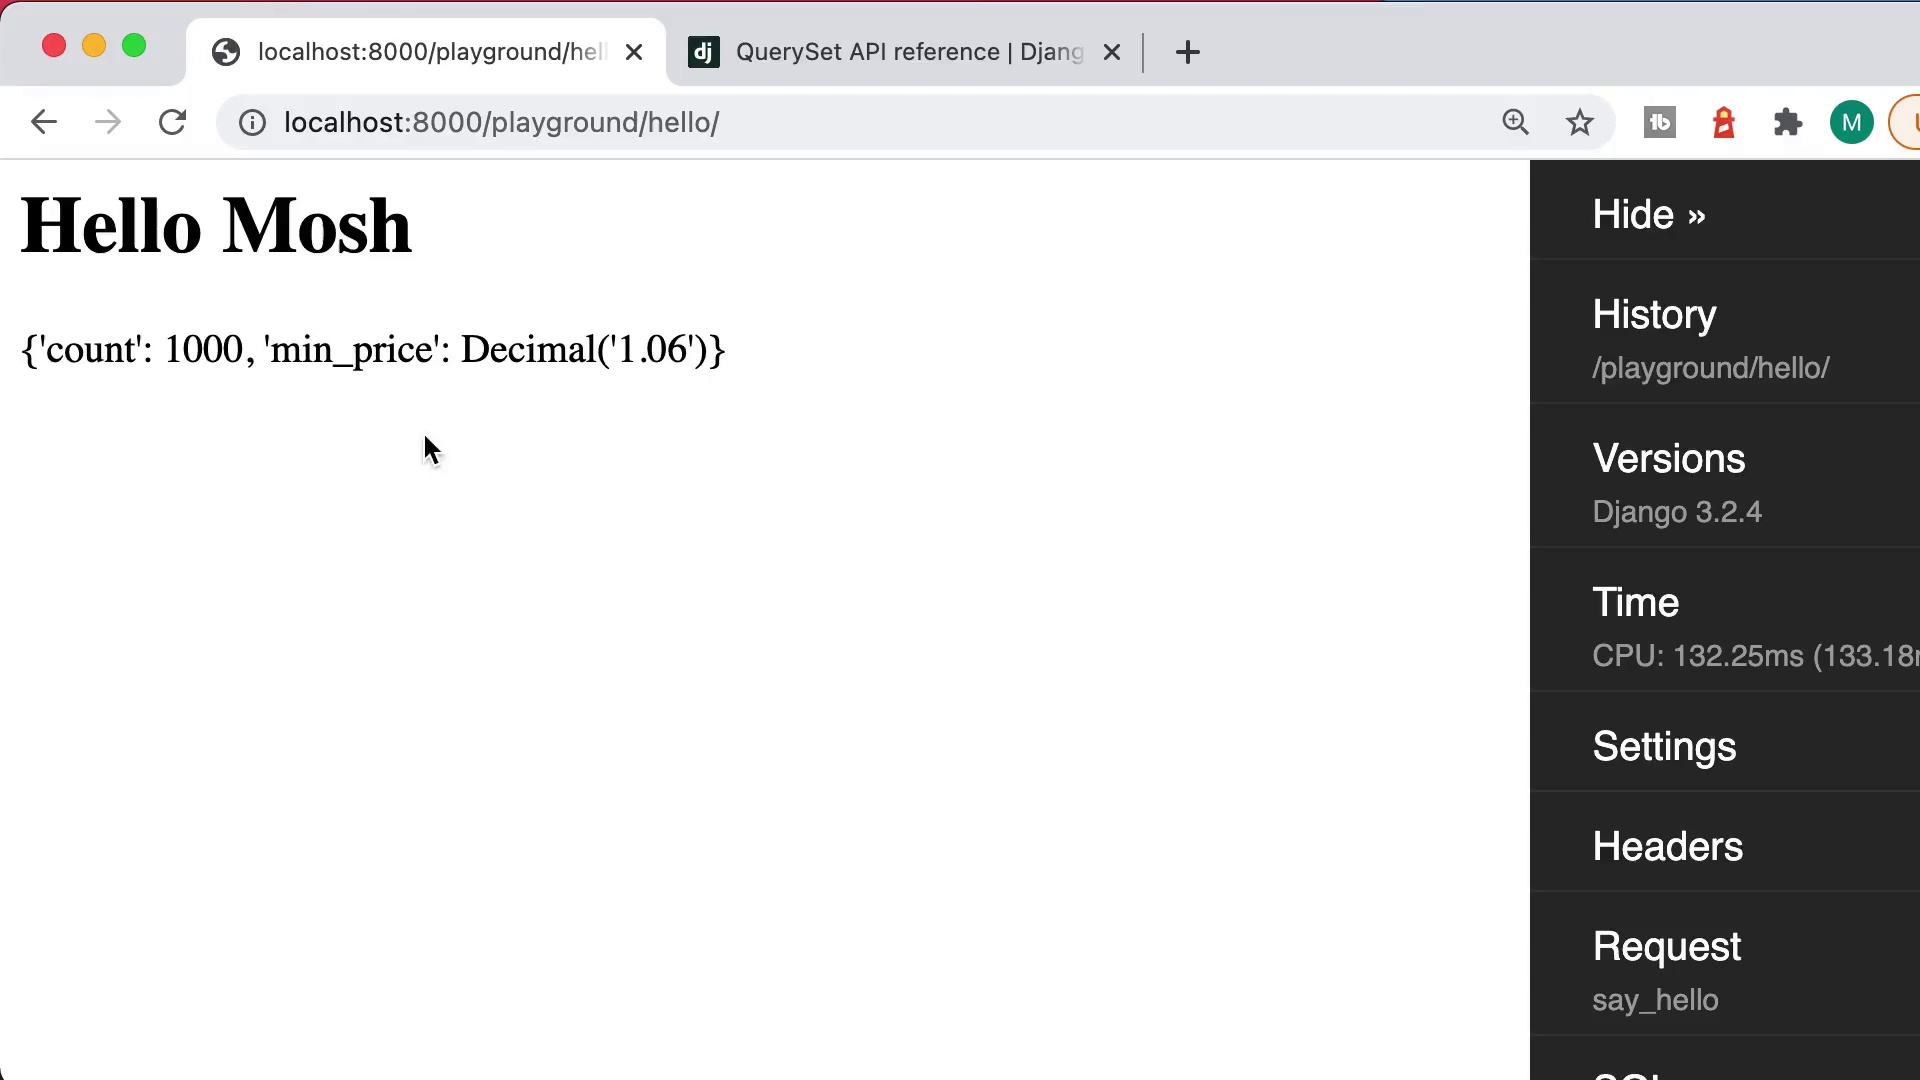 localhost:8000/playground/hel
dj QuerySet API reference | Djang
localhost:8000/playground/hello/
M
Hello Mosh
{'count': 1000, 'min_price': Decimal('1.06')}
Hide »
History
/playground/hello/
Versions
Django 3.2.4
Time
CPU: 132.25ms (133.18
Settings
Headers
Request
say_hello